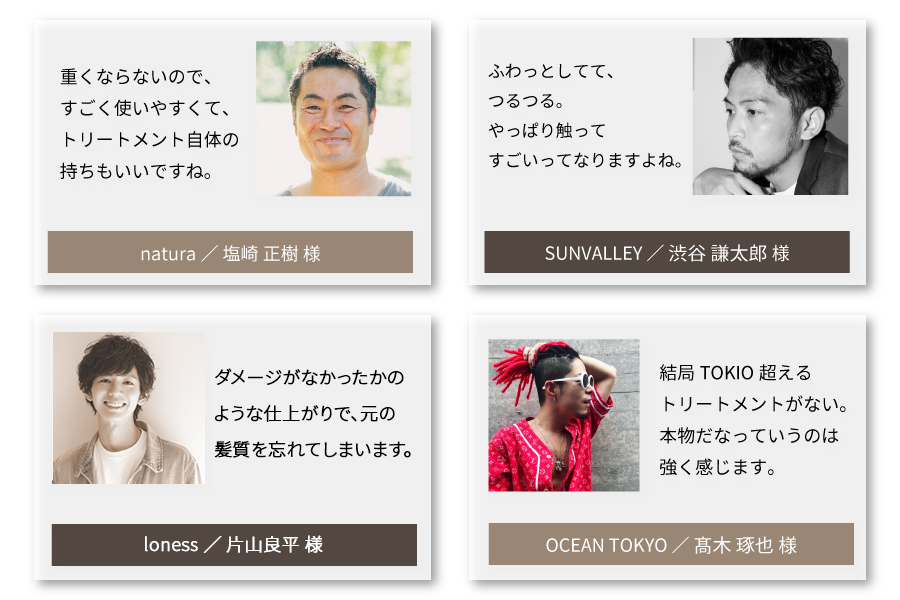 重くならないので、
すごく使いやすくて、
トリートメント自体の
持ちもいいですね。
natura ／ 塩崎 正樹 様
ふわっとしてて、
つるつる。
やっぱり触って
すごいってなりますよね。
SUNVALLEY ／ 渋谷 謙太郎 様
ダメージがなかったかの
ような仕上がりで、元の
髪質を忘れてしまいます。
loness ／ 片山良平 様
結局 TOKIO 超える
トリートメントがない。
本物だなっていうのは
強く感じます。
OCEAN TOKYO ／ 髙木 琢也 様